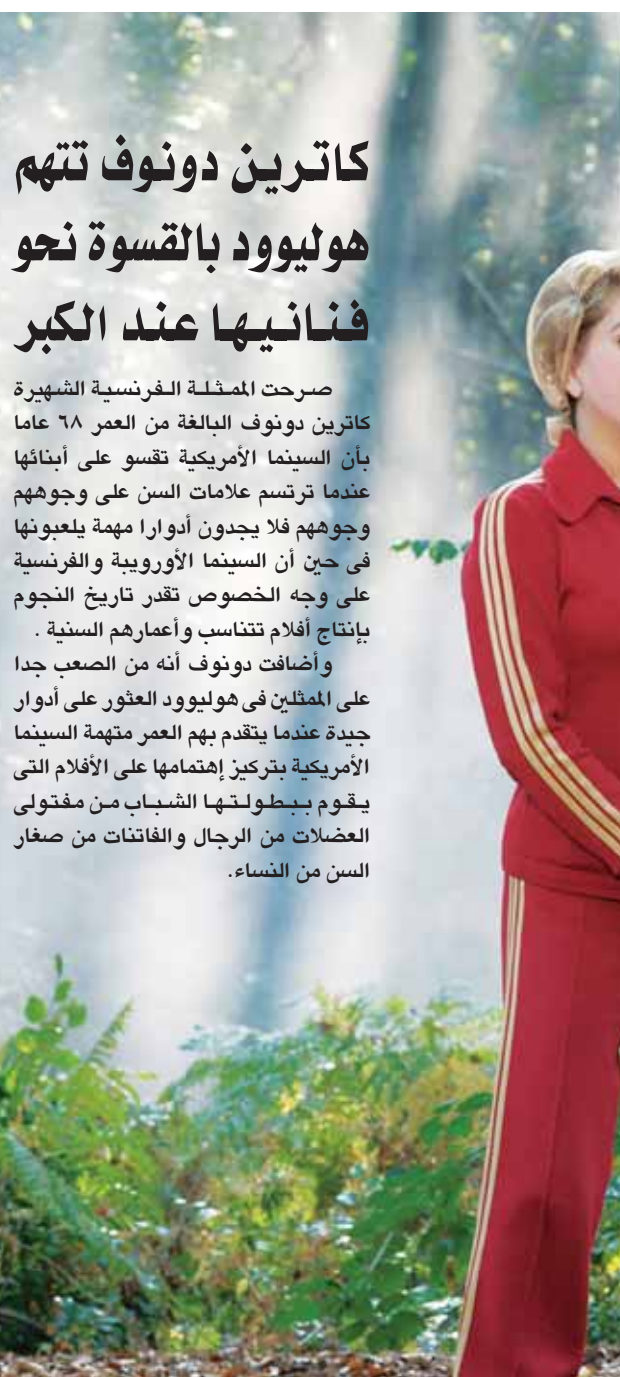 كاترين دونوف تتهم
هوليوود بالقسوة نحو
فنانيها عند الكبر
صرحت الممثلة الفرنسية الشهيرة
كاترين دونوف البالغة من العمر ٦٨ عاما
بأن السينما الأمريكية تقسو على أبنائها
عندما ترتسم علامات السن على وجوههم
وجوههم فلا يجدون أدوارا مهمة يلعبونها
فى حين أن السينما الأوروبية والفرنسية
على وجه الخصوص تقدر تاريخ النجوم
بإنتاج أفلام تتناسب وأعمارهم السنية .
وأضافت دونوف أنه من الصعب جدا
على الممثلين فى هوليوود العثور على أدوار
جيدة عندما يتقدم بهم العمر متهمة السينما
الأمريكية بتركيز إهتمامها على الأفلام التى
يقوم ببطولتها الشباب من مفتولى
العضلات من الرجال والفاتنات من صغار
السن من النساء.